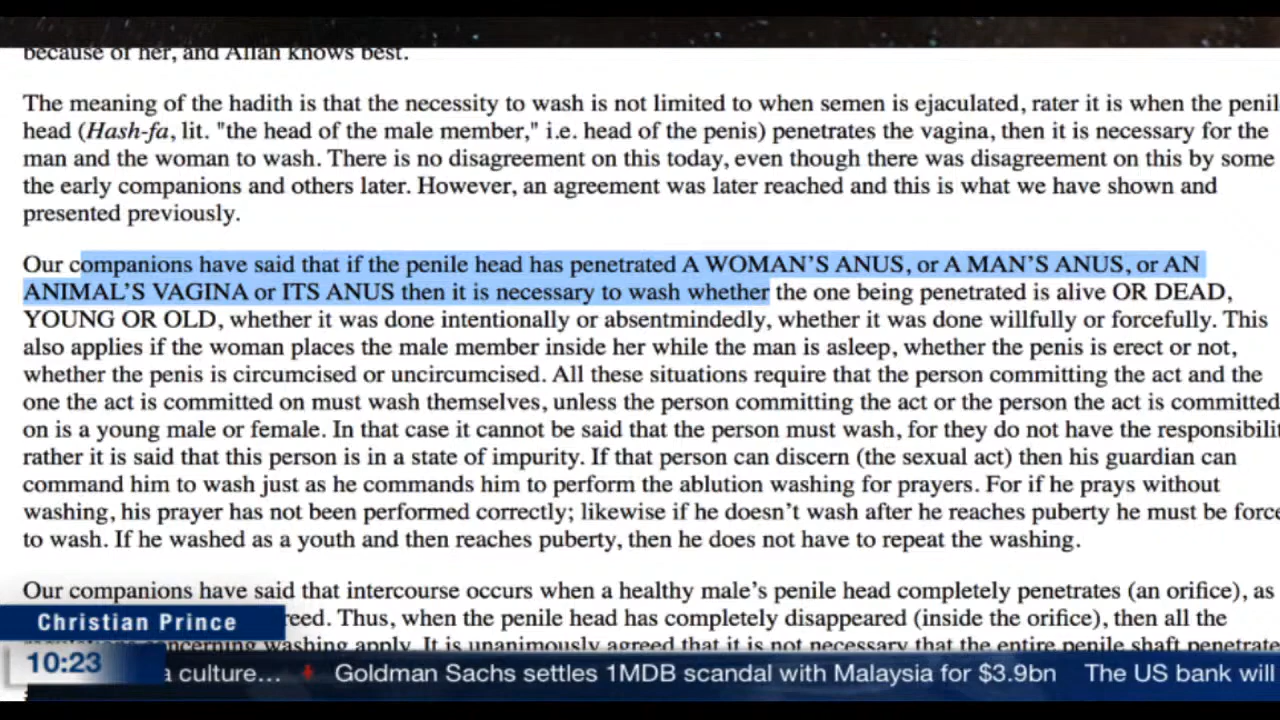 because of her, and Allah knows best.
The meaning of the hadith is that the necessity to wash is not limited to when semen is ejaculated, rater it is when the penil
head (Hash-fa, lit. "the head of the male member," i.e. head of the penis) penetrates the vagina, then it is necessary for the
man and the woman to wash. There is no disagreement on this today, even though there was disagreement on this by some
the early companions and others later. However, an agreement was later reached and this is what we have shown and
presented previously.
Our companions have said that if the penile head has penetrated A WOMAN'S ANUS, or A MAN'S ANUS, or AN
ANIMAL'S VAGINA or ITS ANUS then it is necessary to wash whether the one being penetrated is alive OR DEAD,
YOUNG OR OLD, whether it was done intentionally or absentmindedly, whether it was done willfully or forcefully. This
also applies if the woman places the male member inside her while the man is asleep, whether the penis is erect or not,
whether the penis is circumcised or uncircumcised. All these situations require that the person committing the act and the
one the act is committed on must wash themselves, unless the person committing the act or the person the act is committed
on is a young male or female. In that case it cannot be said that the person must wash, for they do not have the responsibilit
rather it is said that this person is in a state of impurity. If that person can discern (the sexual act) then his guardian can
command him to wash just as he commands him to perform the ablution washing for prayers. For if he prays without
washing, his prayer has not been performed correctly; likewise if he doesn't wash after he reaches puberty he must be force
to wash. If he washed as a youth and then reaches puberty, then he does not have to repeat the washing.
Our companions have said that intercourse occurs when a healthy male's penile head completely penetrates (an orifice), as
reed. Thus, when the penile head has completely disappeared (inside the orifice), then all the
concerning washing apply. It is unanimously agreed that it is not necessary that the entire penile shaft penetrate
Christian Prince
10:23
a culture… Goldman Sachs settles 1MDB scandal with Malaysia for $3.9bn The US bank will